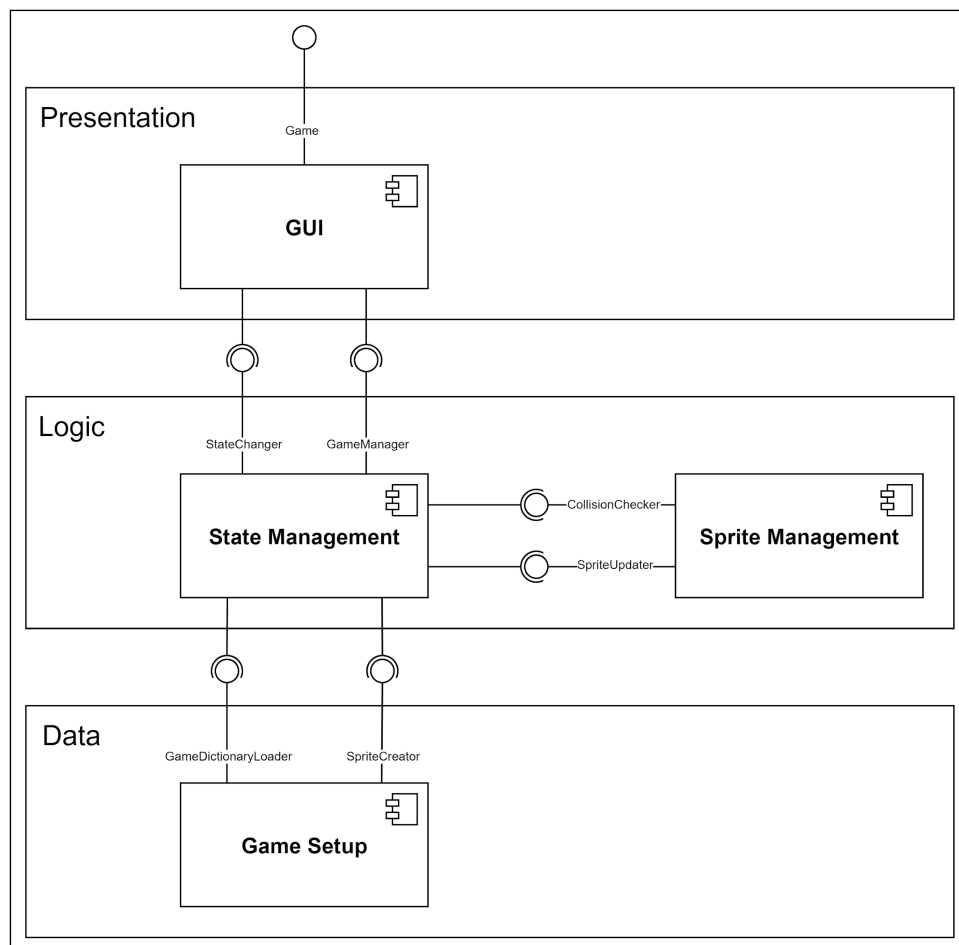 Presentation
Game
GUI
Logic
StateChanger
GameManager
CollisionChecker
State Management
Sprite Management
SpriteUpdater
Data
GameDictionaryLoader
SpriteCreator
Game Setup